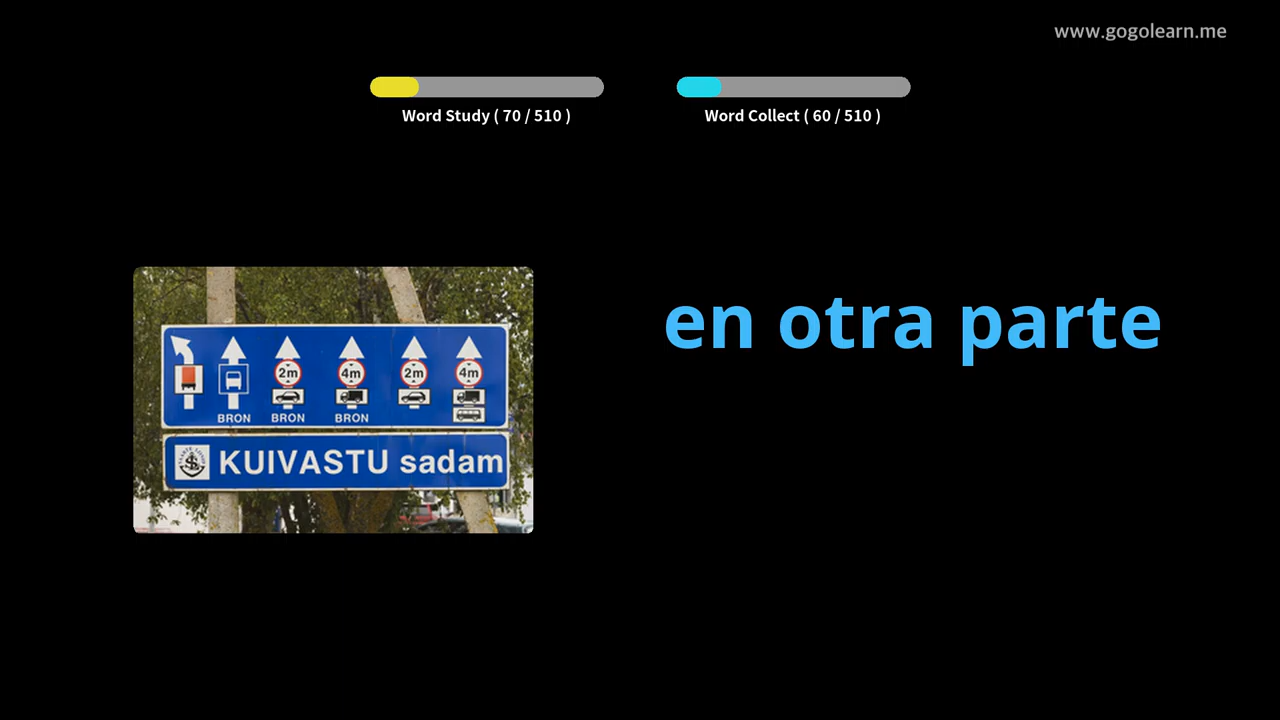 www.gogolearn.me
Word Study ( 70 / 510 )
Word Collect ( 60 / 510 )
en otra parte
2m 4m 2m 4m
BRON BRON BRON
KUIVASTU sadam